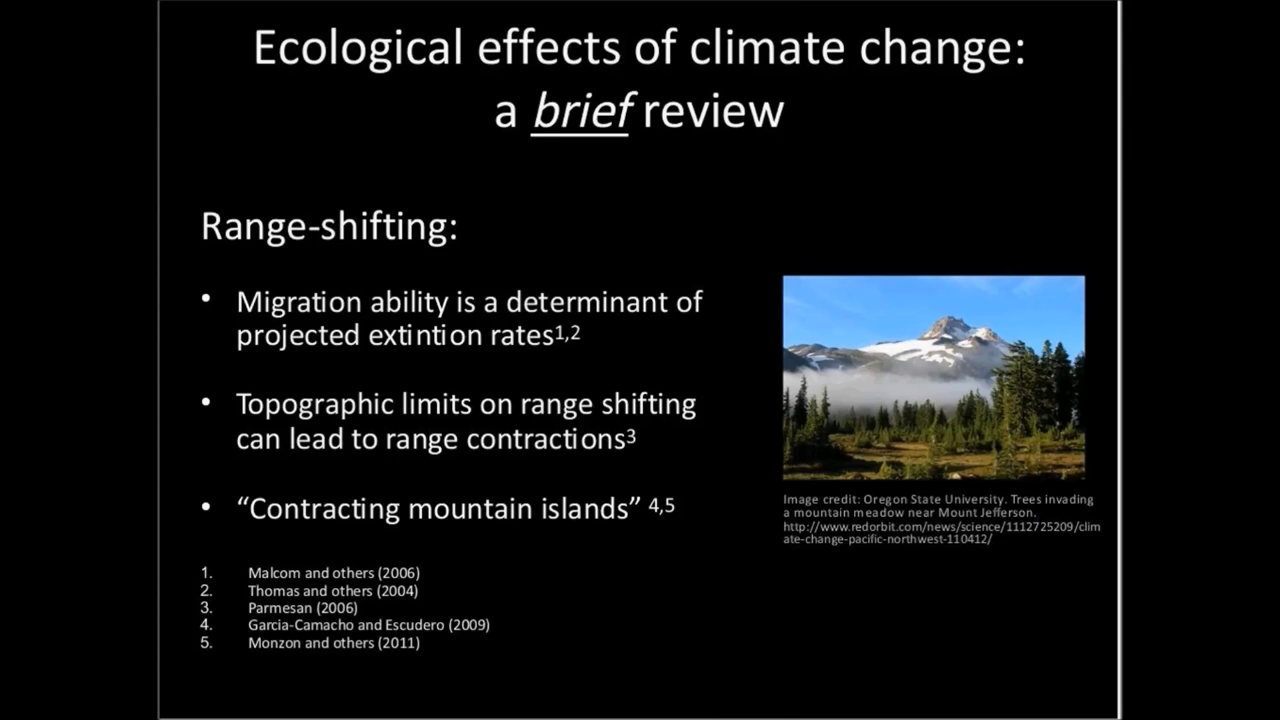 Ecological effects of climate change:
a brief review
Range-shifting:
• Migration ability is a determinant of
projected extintion rates1,2
• Topographic limits on range shifting
can lead to range contractions3
• “Contracting mountain islands” 4,5
1. Malcom and others (2006)
2. Thomas and others (2004)
3. Parmesan (2006)
4. Garcia-Camacho and Escudero (2009)
5. Monzon and others (2011)
Image credit: Oregon State University. Trees invading
a mountain meadow near Mount Jefferson.
http://www.redorbit.com/news/science/1112725209/clim
ate-change-pacific-northwest-110412/